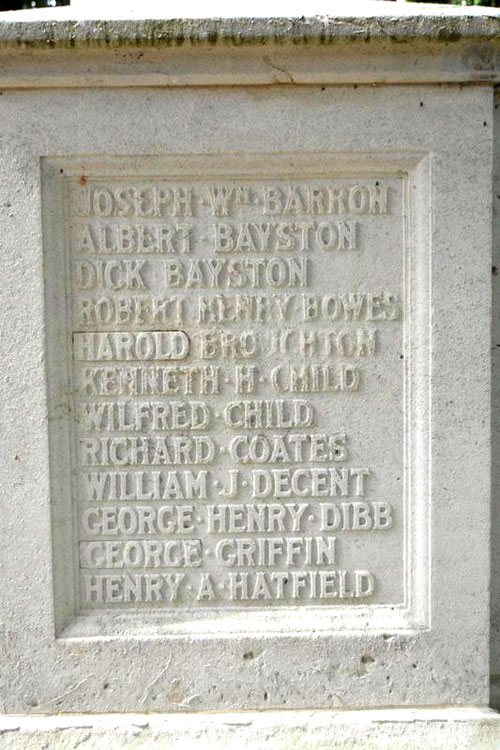 JOSEPH · Wᴹ · BARRON
ALBERT · BAYSTON
DICK BAYSTON
ROBERT HENRY BOWES
HAROLD BROUGHTON
KENNETH · H · CHILD
WILFRED · CHILD
RICHARD · COATES
WILLIAM · J · DECENT
GEORGE · HENRY · DIBB
GEORGE · GRIFFIN
HENRY · A · HATFIELD